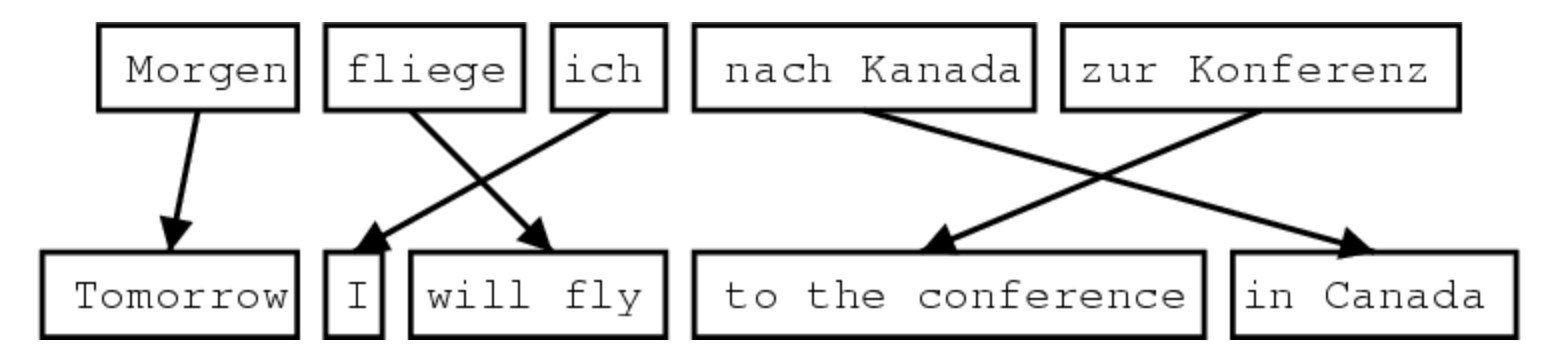 Morgen fliege ich nach Kanada zur Konferenz
Tomorrow I will fly to the conference in Canada